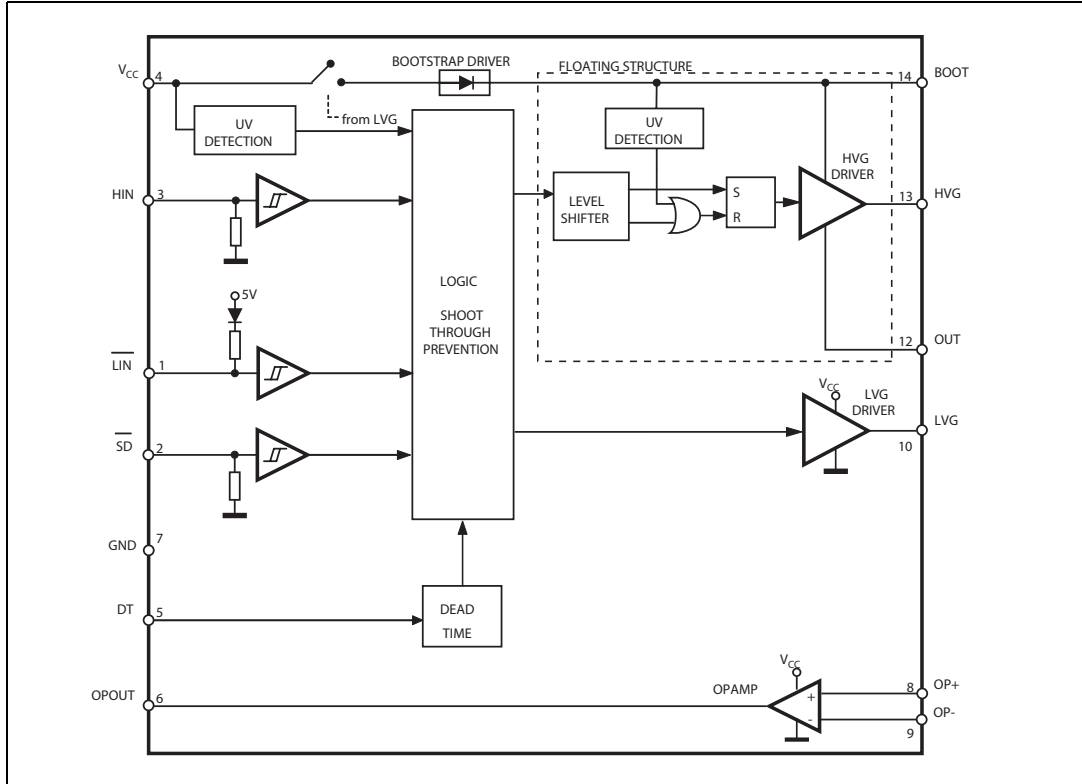 BOOTSTRAP DRIVER
FLOATING STRUCTURE
VCC
4
14
BOOT
from LVG
UV
DETECTION
UV
DETECTION
HVG
DRIVER
HIN
3
LEVEL
SHIFTER
S
R
13
HVG
LOGIC
SHOOT
THROUGH
PREVENTION
5V
LIN
1
12
OUT
VCC
LVG
DRIVER
SD
2
10
LVG
GND
7
DT
5
DEAD
TIME
VCC
OPAMP
OPOUT
6
+
-
8
OP+
OP-
9